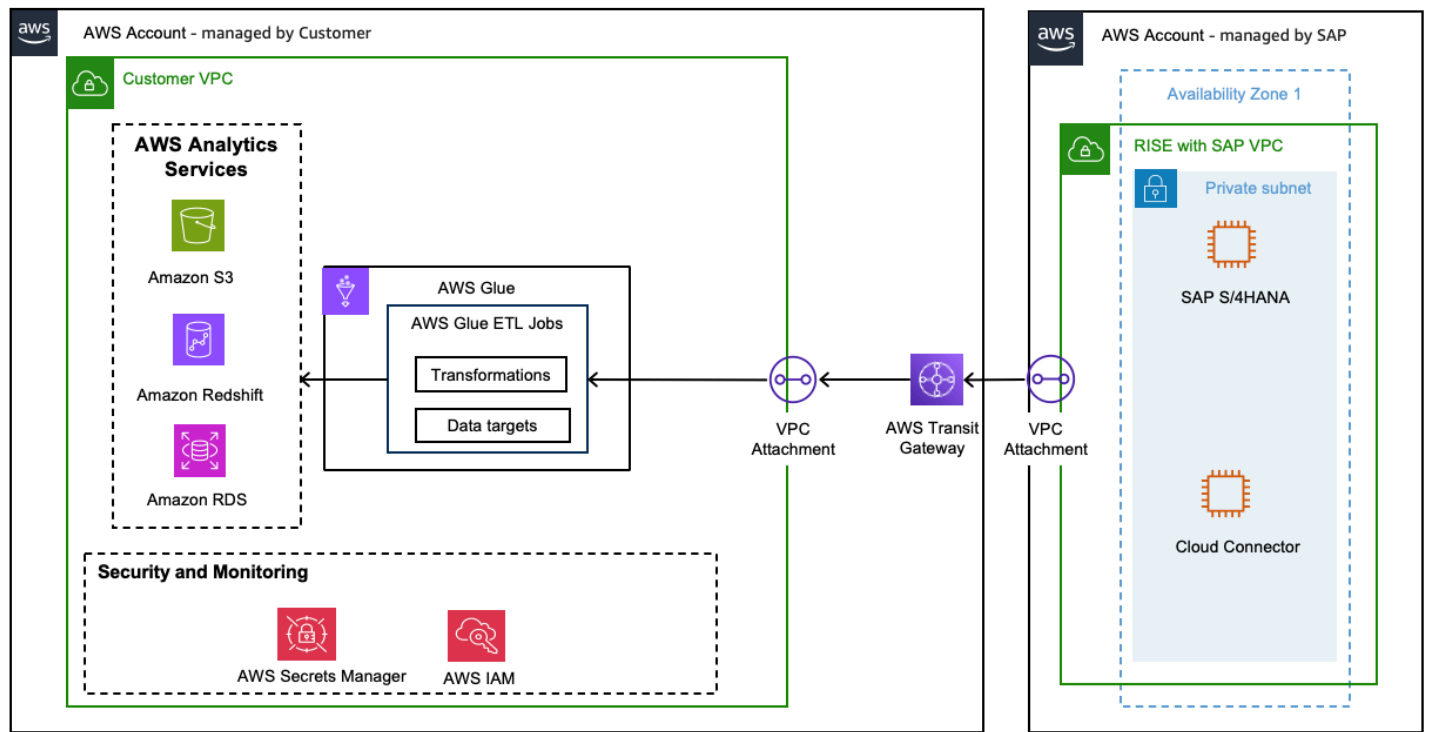 aws
AWS Account - managed by Customer
Customer VPC
AWS Analytics
Services
Amazon S3
Amazon Redshift
Amazon RDS
AWS Glue
AWS Glue ETL Jobs
Transformations
Data targets
VPC
Attachment
AWS Transit
Gateway
VPC
Attachment
Security and Monitoring
AWS Secrets Manager
AWS IAM
aws
AWS Account - managed by SAP
Availability Zone 1
RISE with SAP VPC
Private subnet
SAP S/4HANA
Cloud Connector